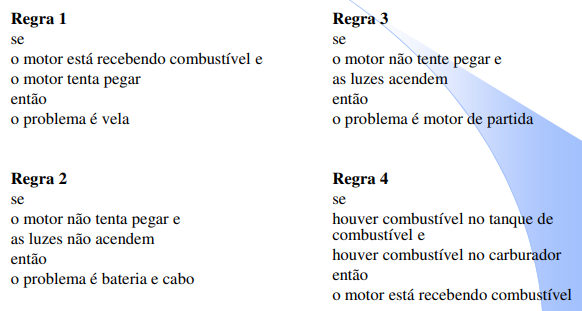 Regra 1
se
o motor está recebendo combustível e
o motor tenta pegar
então
o problema é vela
Regra 2
se
o motor não tenta pegar e
as luzes não acendem
então
o problema é bateria e cabo
Regra 3
se
o motor não tente pegar e
as luzes acendem
então
o problema é motor de partida
Regra 4
se
houver combustível no tanque de
combustível e
houver combustível no carburador
então
o motor está recebendo combustível